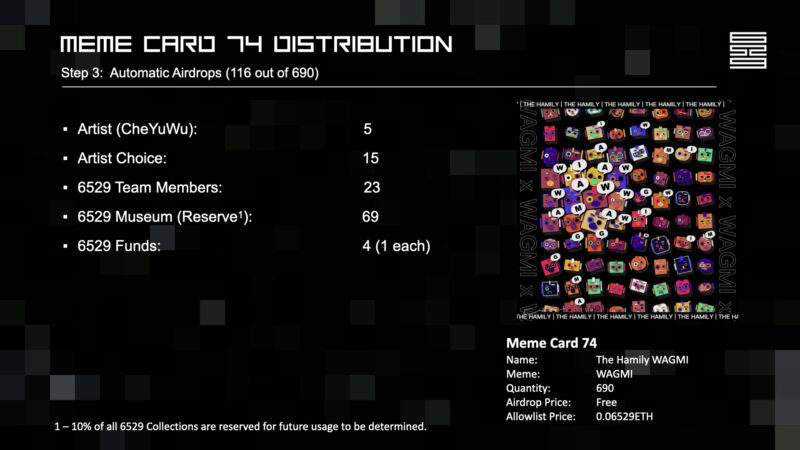 MEME CARD 74 DISTRIBUTION
Step 3: Automatic Airdrops (116 out of 690)
▪ Artist (CheYuWu): 5
▪ Artist Choice: 15
▪ 6529 Team Members: 23
▪ 6529 Museum (Reserve¹): 69
▪ 6529 Funds: 4 (1 each)
| THE HAMILY | THE HAMILY | THE HAMILY | THE HAMILY | THE HAMILY |
WAGMI x WAGMI x
WAGMI x WAGMI x
THE HAMILY | THE HAMILY | THE HAMILY | THE HAMILY | THE HAMILY |
Meme Card 74
Name: The Hamily WAGMI
Meme: WAGMI
Quantity: 690
Airdrop Price: Free
Allowlist Price: 0.06529ETH
1 – 10% of all 6529 Collections are reserved for future usage to be determined.